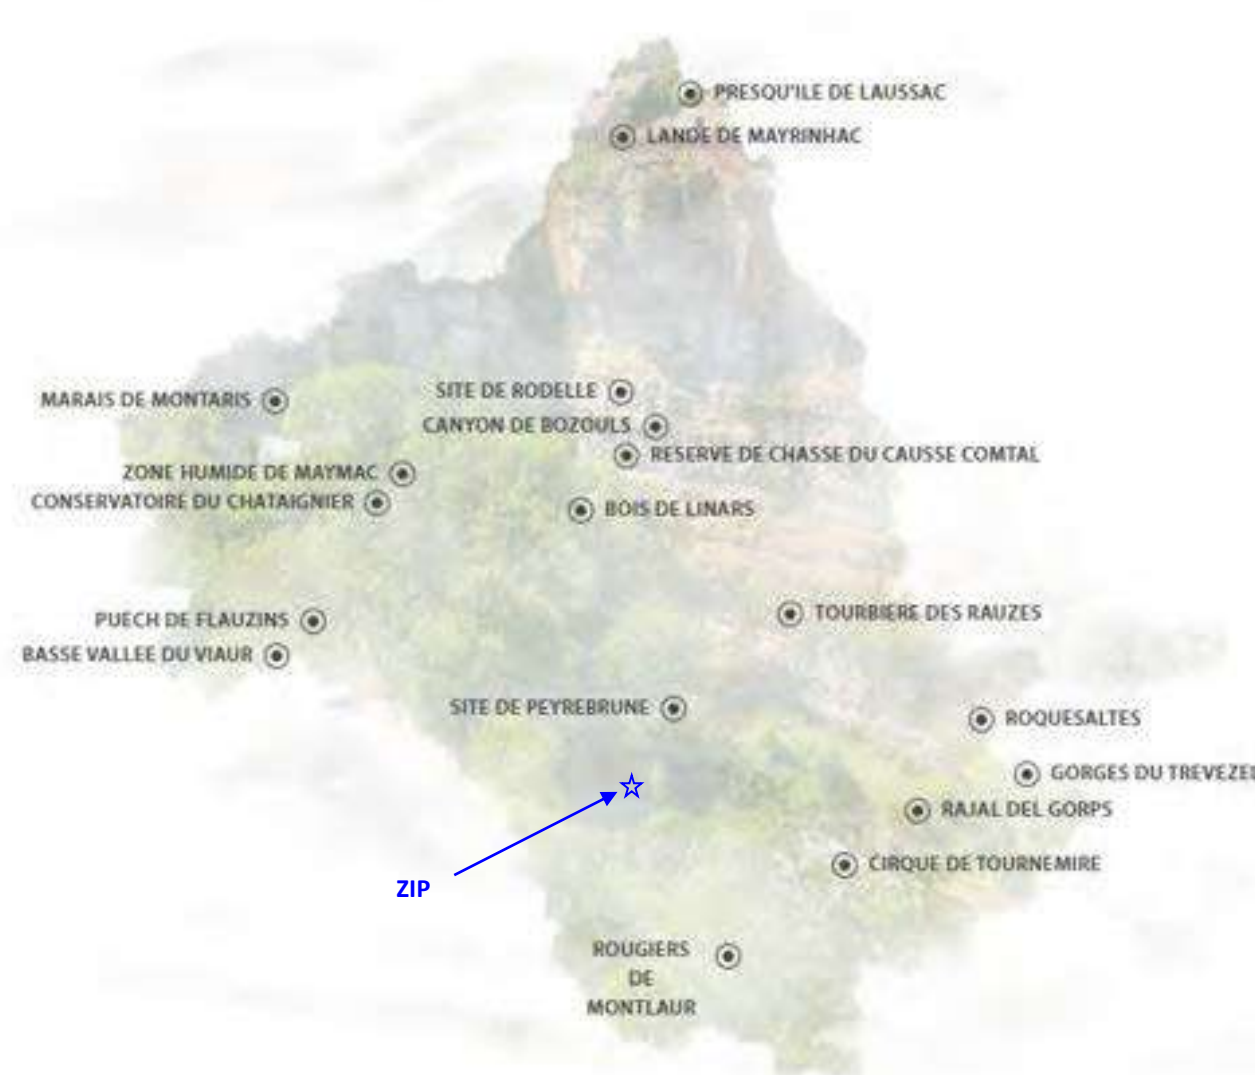 PRESQU'ILE DE LAUSSAC
LANDE DE MAYRINHAC
SITE DE RODELLE
MARAIS DE MONTARIS
CANYON DE BOZOULS
RESERVE DE CHASSE DU CAUSSE COMTAL
ZONE HUMIDE DE MAYMAC
CONSERVATOIRE DU CHATAIGNIER
BOIS DE LINARS
TOURBIERE DES RAUZES
PUECH DE FLAUZINS
BASSE VALLEE DU VIAUR
SITE DE PEYREBRUNE
ROQUESALTES
GORGES DU TREVEZEL
RAJAL DEL GORPS
CIRQUE DE TOURNEMIRE
ZIP
ROUGIERS
DE
MONTLAUR